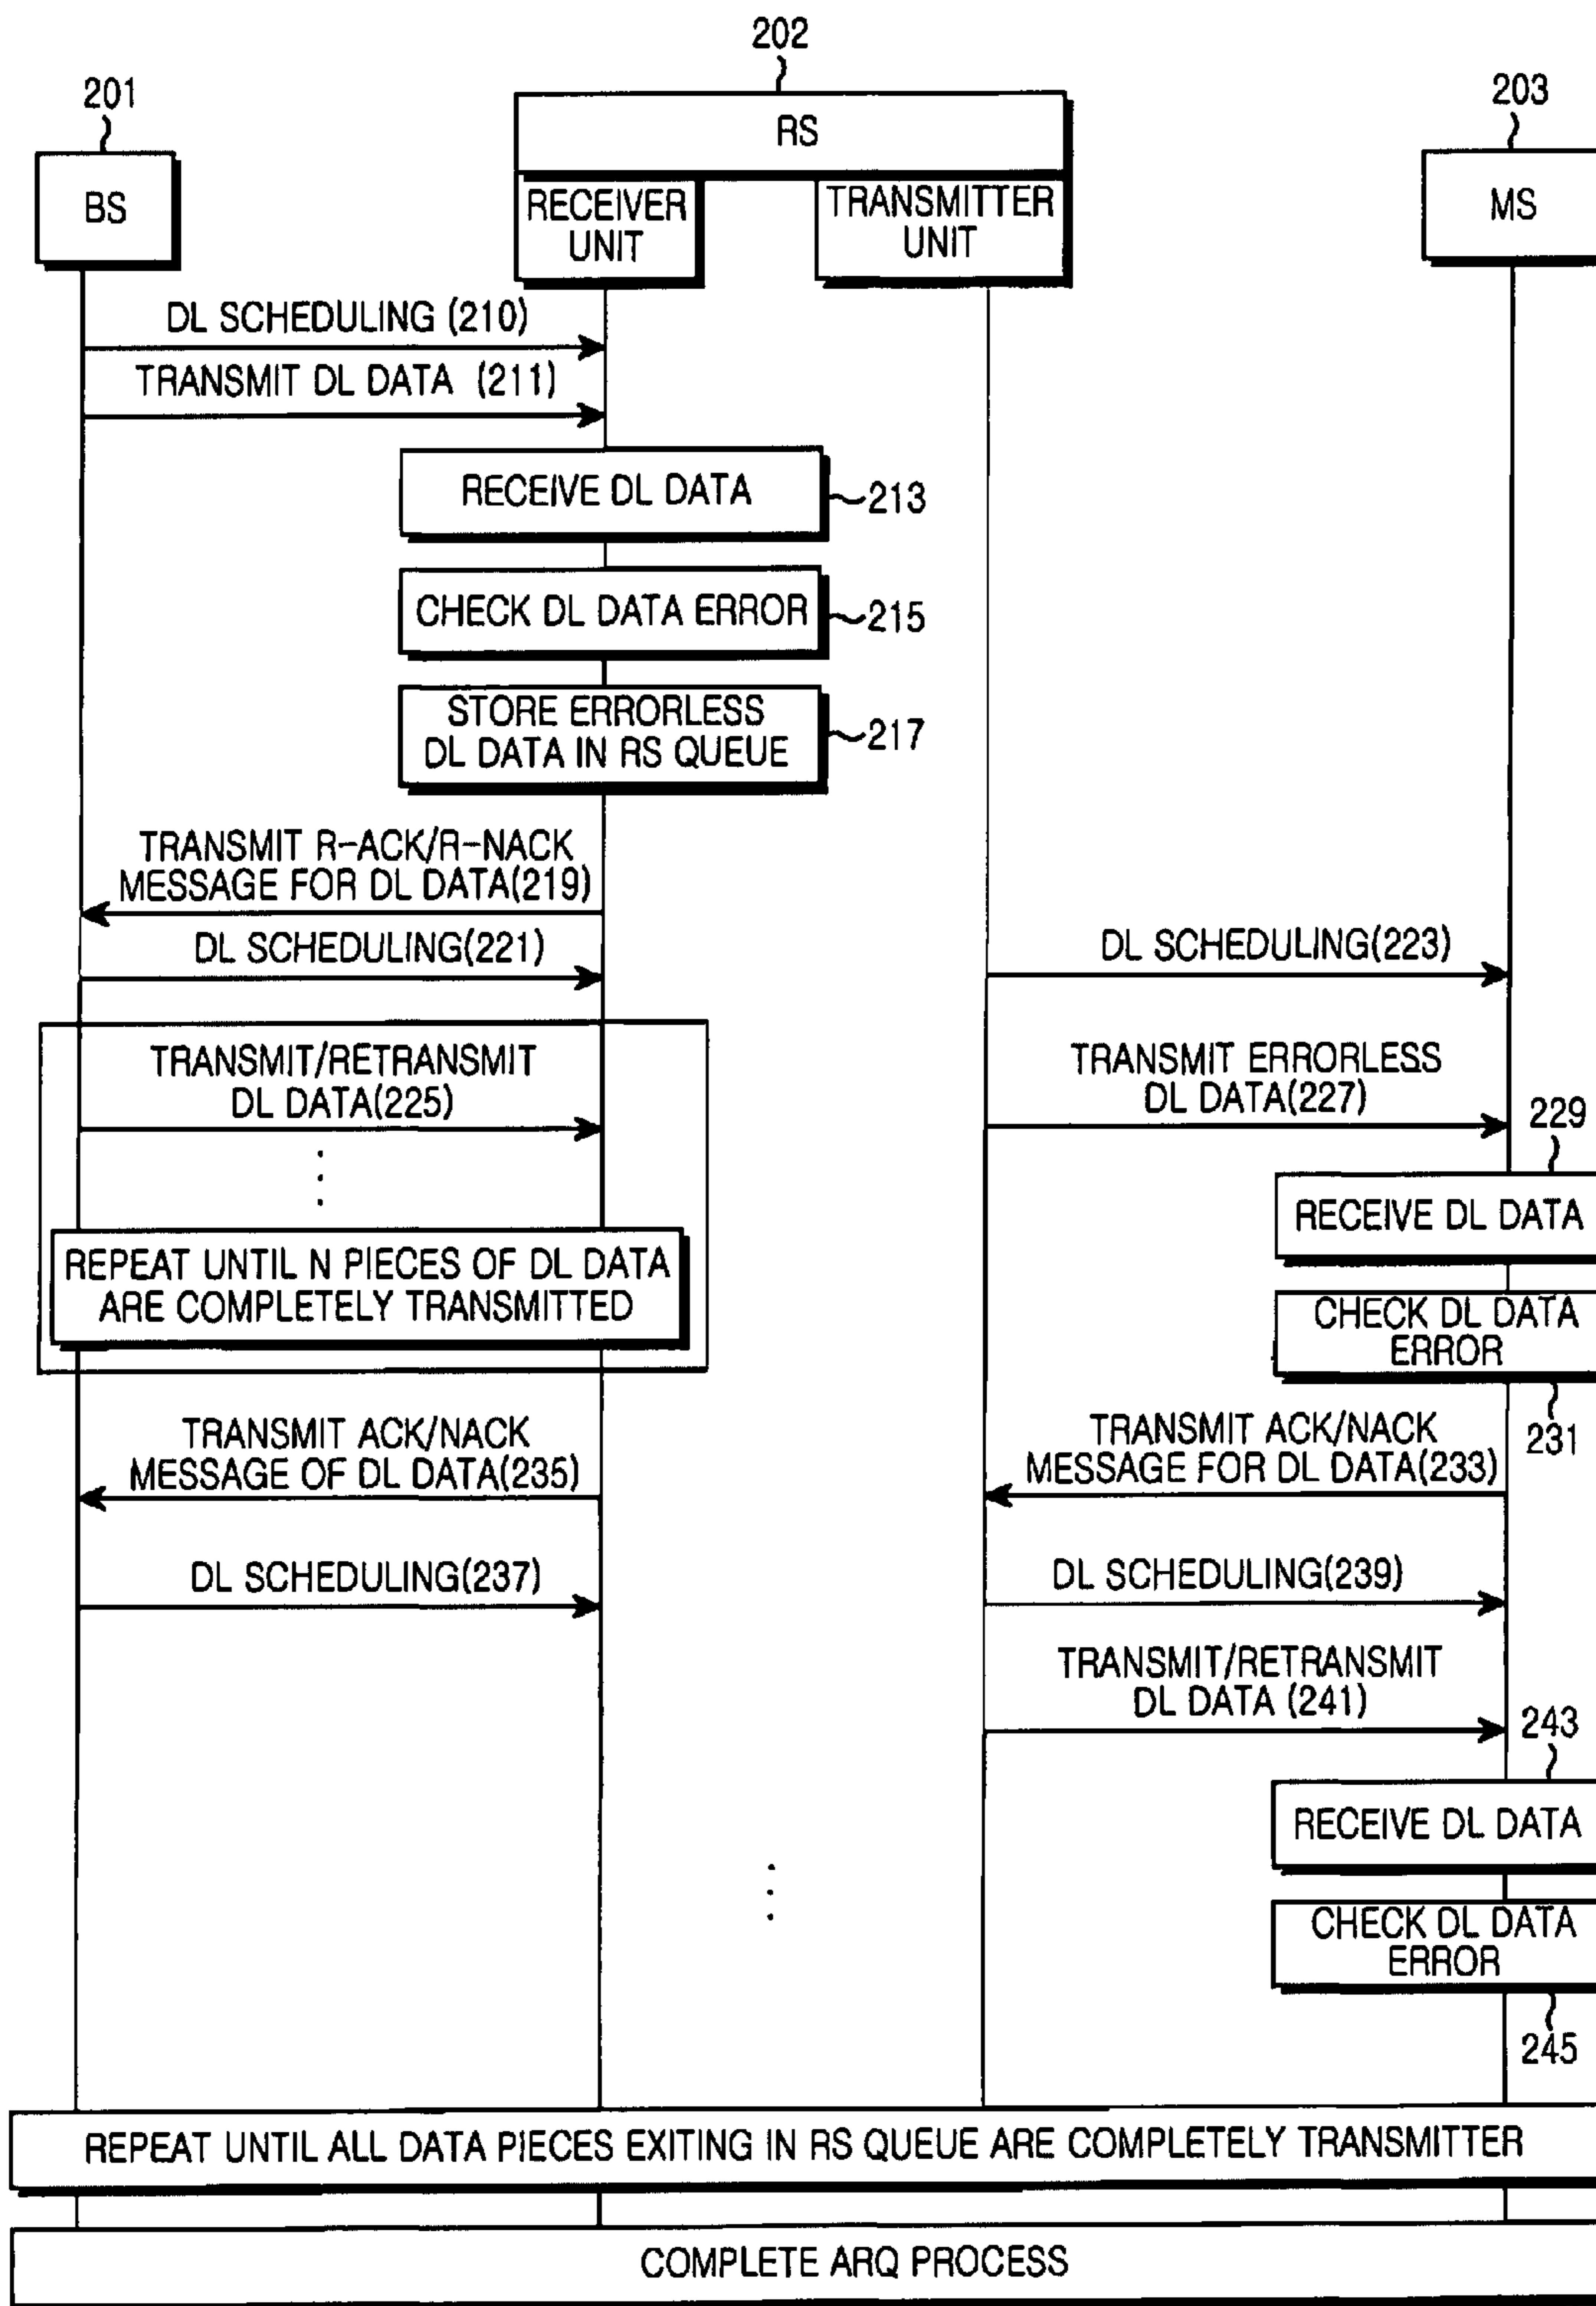 202
201
203
RS
BS
RECEIVER
UNIT
TRANSMITTER
UNIT
MS
DL SCHEDULING (210)
TRANSMIT DL DATA (211)
RECEIVE DL DATA
213
CHECK DL DATA ERROR
215
STORE ERRORLESS
DL DATA IN RS QUEUE
217
TRANSMIT R-ACK/R-NACK
MESSAGE FOR DL DATA(219)
DL SCHEDULING(221)
DL SCHEDULING(223)
TRANSMIT/RETRANSMIT
DL DATA(225)
TRANSMIT ERRORLESS
DL DATA(227)
229
RECEIVE DL DATA
REPEAT UNTIL N PIECES OF DL DATA
ARE COMPLETELY TRANSMITTED
CHECK DL DATA
ERROR
231
TRANSMIT ACK/NACK
MESSAGE OF DL DATA(235)
TRANSMIT ACK/NACK
MESSAGE FOR DL DATA(233)
DL SCHEDULING(237)
DL SCHEDULING(239)
TRANSMIT/RETRANSMIT
DL DATA (241)
243
RECEIVE DL DATA
CHECK DL DATA
ERROR
245
REPEAT UNTIL ALL DATA PIECES EXITING IN RS QUEUE ARE COMPLETELY TRANSMITTER
COMPLETE ARQ PROCESS